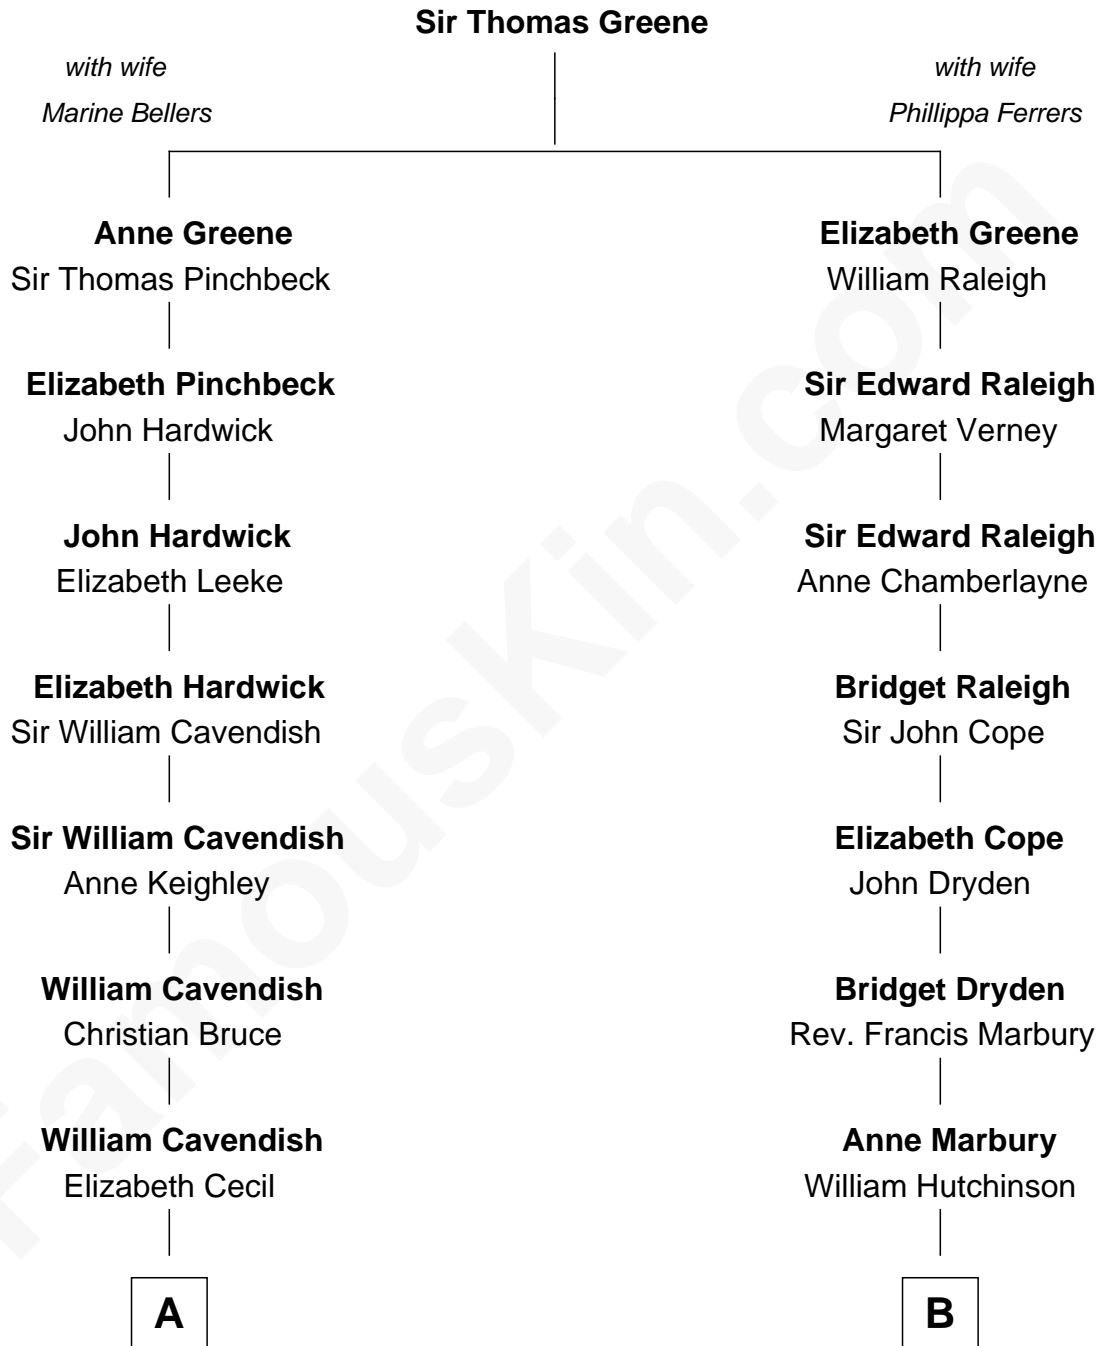 Sir Thomas Greene
with wife
Marine Bellers
with wife
Phillippa Ferrers
Anne Greene
Sir Thomas Pinchbeck
Elizabeth Greene
William Raleigh
Elizabeth Pinchbeck
John Hardwick
Sir Edward Raleigh
Margaret Verney
John Hardwick
Elizabeth Leeke
Sir Edward Raleigh
Anne Chamberlayne
Elizabeth Hardwick
Sir William Cavendish
Bridget Raleigh
Sir John Cope
Sir William Cavendish
Anne Keighley
Elizabeth Cope
John Dryden
William Cavendish
Christian Bruce
Bridget Dryden
Rev. Francis Marbury
William Cavendish
Elizabeth Cecil
Anne Marbury
William Hutchinson
A
B
FamousKin.com